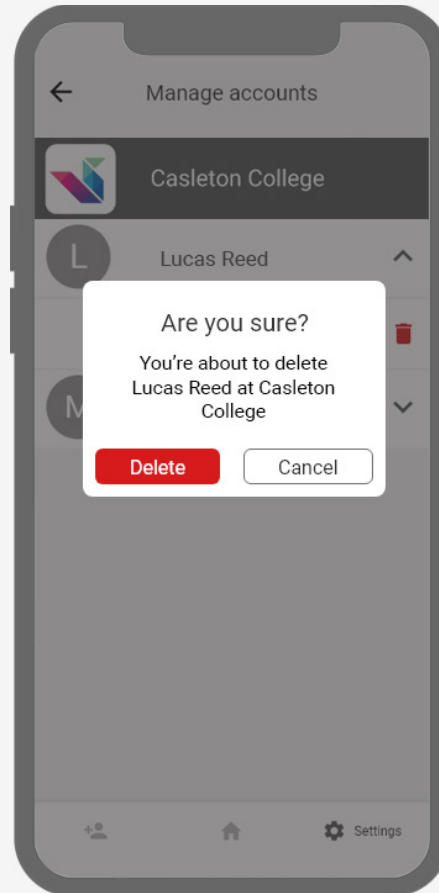 Manage accounts
Casleton College
L
Lucas Reed
Are you sure?
You're about to delete
Lucas Reed at Casleton
College
M
Delete
Cancel
Settings